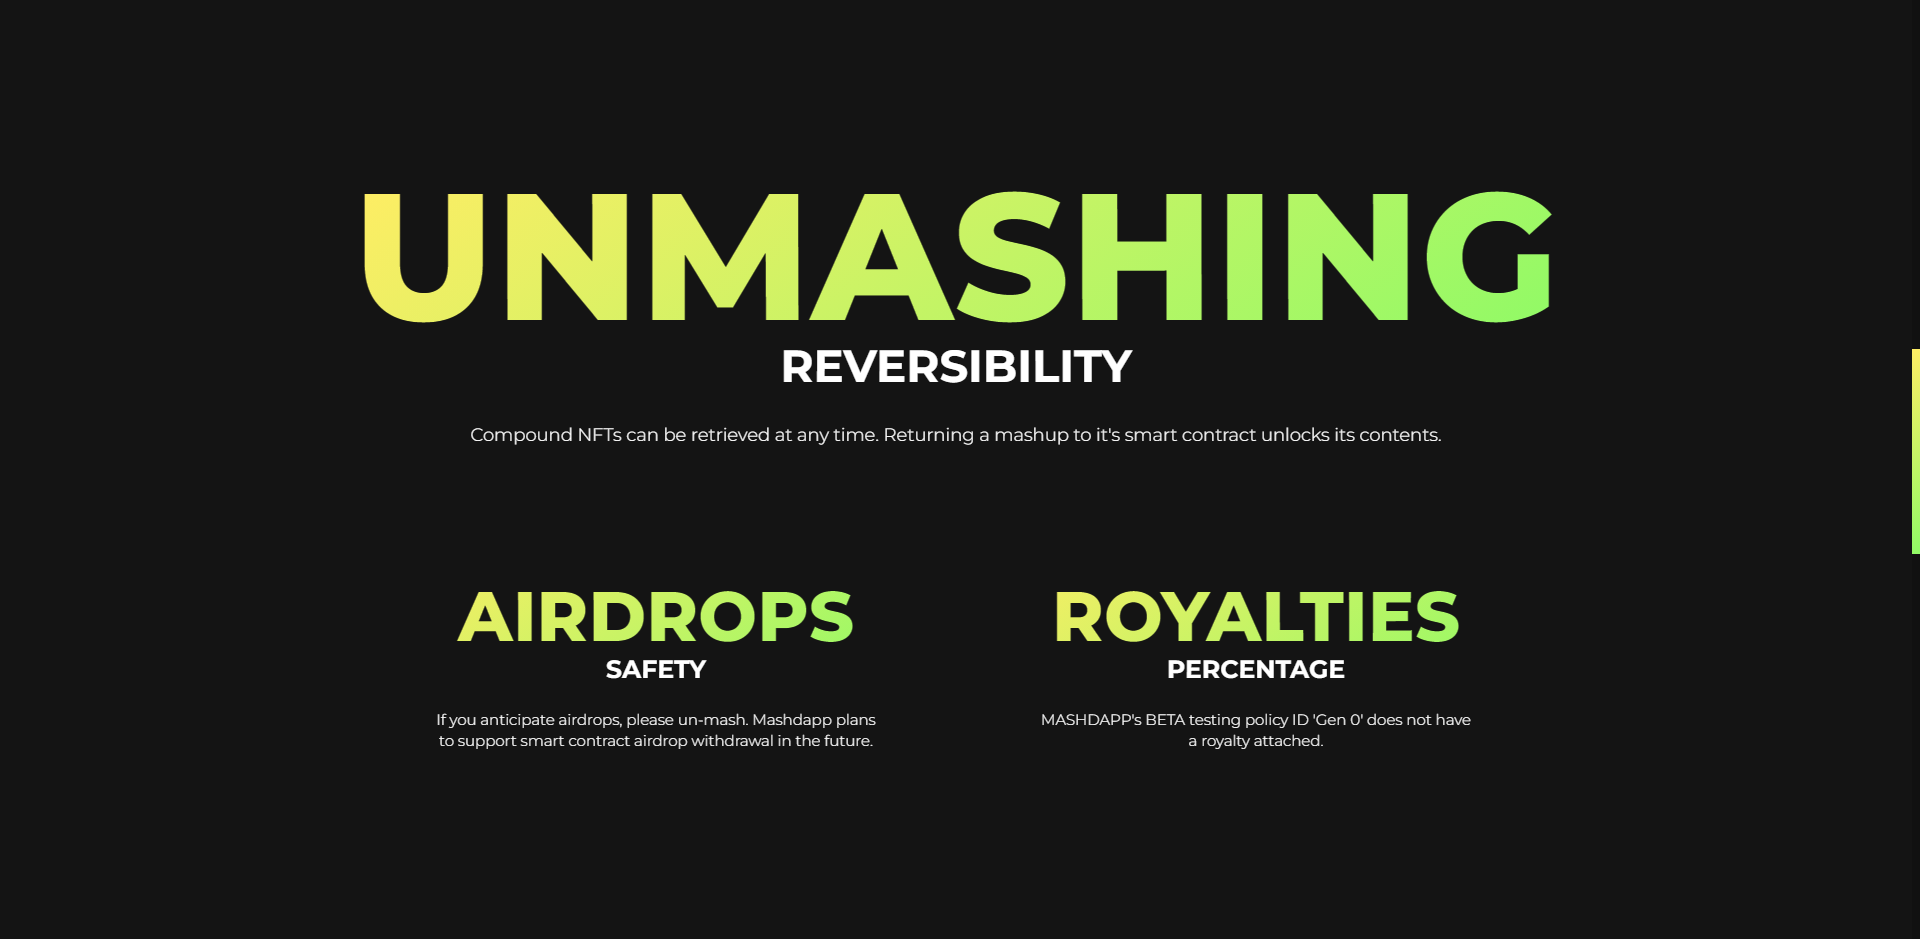 UNMASHING
REVERSIBILITY
Compound NFTs can be retrieved at any time. Returning a mashup to it's smart contract unlocks its contents.
AIRDROPS
SAFETY
If you anticipate airdrops, please un-mash. Mashdapp plans
to support smart contract airdrop withdrawal in the future.
ROYALTIES
PERCENTAGE
MASHDAPP's BETA testing policy ID 'Gen 0' does not have
a royalty attached.